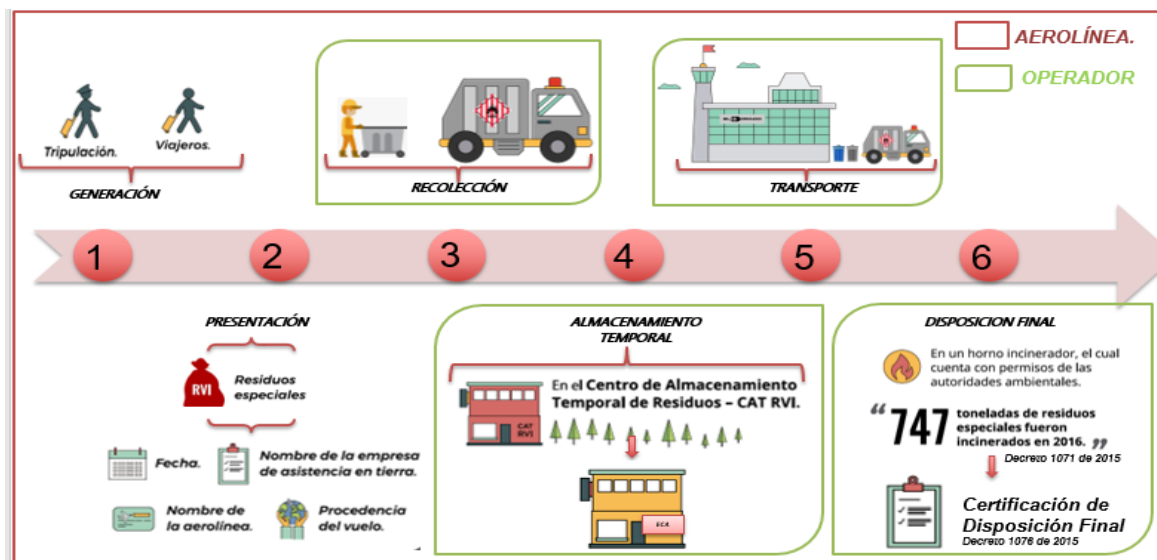 AEROLÍNEA.
OPERADOR
Tripulación.
Viajeros.
GENERACIÓN
RECOLECCIÓN
TRANSPORTE
1
2
3
4
5
6
PRESENTACIÓN
RVI
Residuos
especiales
Fecha.
Nombre de la empresa
de asistencia en tierra.
Nombre de
la aerolínea.
Procedencia
del vuelo.
ALMACENAMIENTO
TEMPORAL
En el Centro de Almacenamiento
Temporal de Residuos – CAT RVI.
CAT
RVI
ECA
DISPOSICION FINAL
En un horno incinerador, el cual
cuenta con permisos de las
autoridades ambientales.
“ 747 toneladas de residuos
especiales fueron
incinerados en 2016. ”
Decreto 1071 de 2015
Certificación de
Disposición Final
Decreto 1076 de 2015